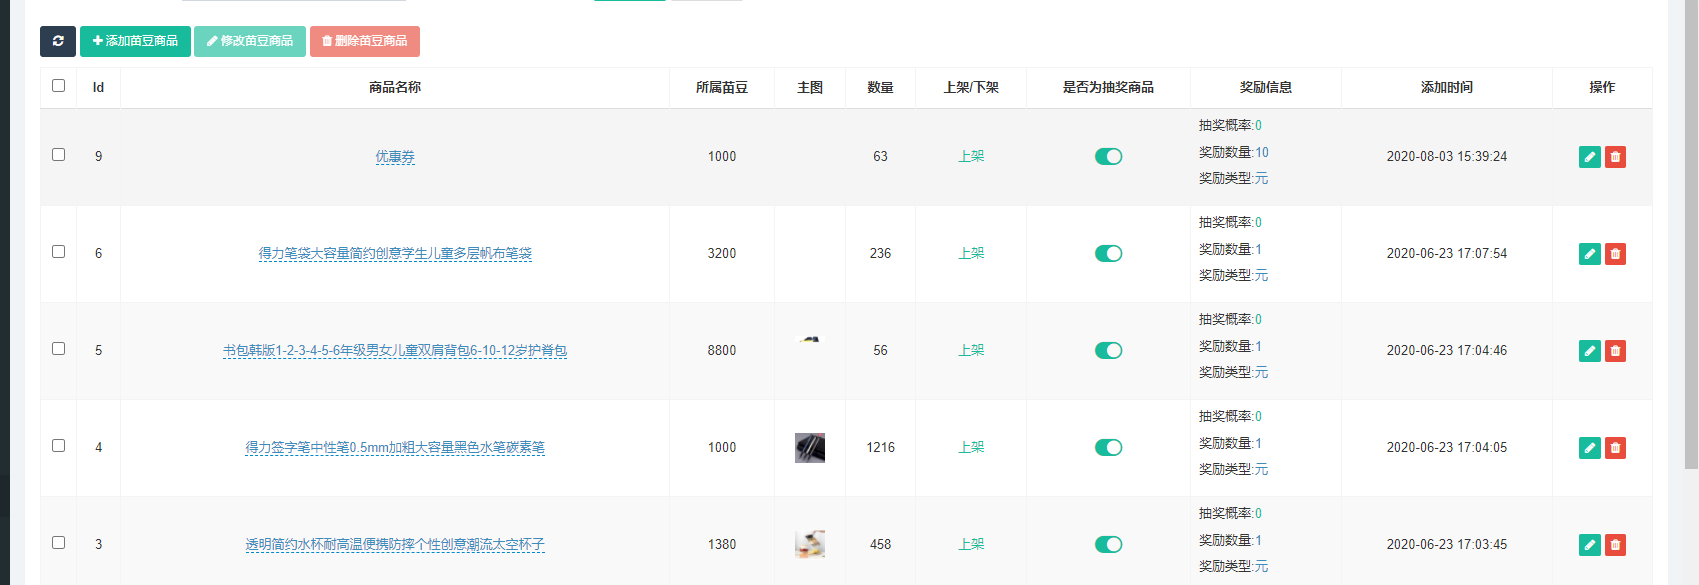 添加苗豆商品 修改苗豆商品 删除苗豆商品
Id 商品名称 所属苗豆 主图 数量 上架/下架 是否为抽奖商品 奖励信息 添加时间 操作
抽奖概率:0
9 优惠券 1000 63 上架 奖励数量:10 2020-08-03 15:39:24
奖励类型:元
抽奖概率:0
6 得力笔袋大容量简约创意学生儿童多层帆布笔袋 3200 236 上架 奖励数量:1 2020-06-23 17:07:54
奖励类型:元
抽奖概率:0
5 书包韩版1-2-3-4-5-6年级男女儿童双肩背包6-10-12岁护脊包 8800 56 上架 奖励数量:1 2020-06-23 17:04:46
奖励类型:元
抽奖概率:0
4 得力签字笔中性笔0.5mm加粗大容量黑色水笔碳素笔 1000 1216 上架 奖励数量:1 2020-06-23 17:04:05
奖励类型:元
抽奖概率:0
3 透明简约水杯耐高温便携防摔个性创意潮流太空杯子 1380 458 上架 奖励数量:1 2020-06-23 17:03:45
奖励类型:元